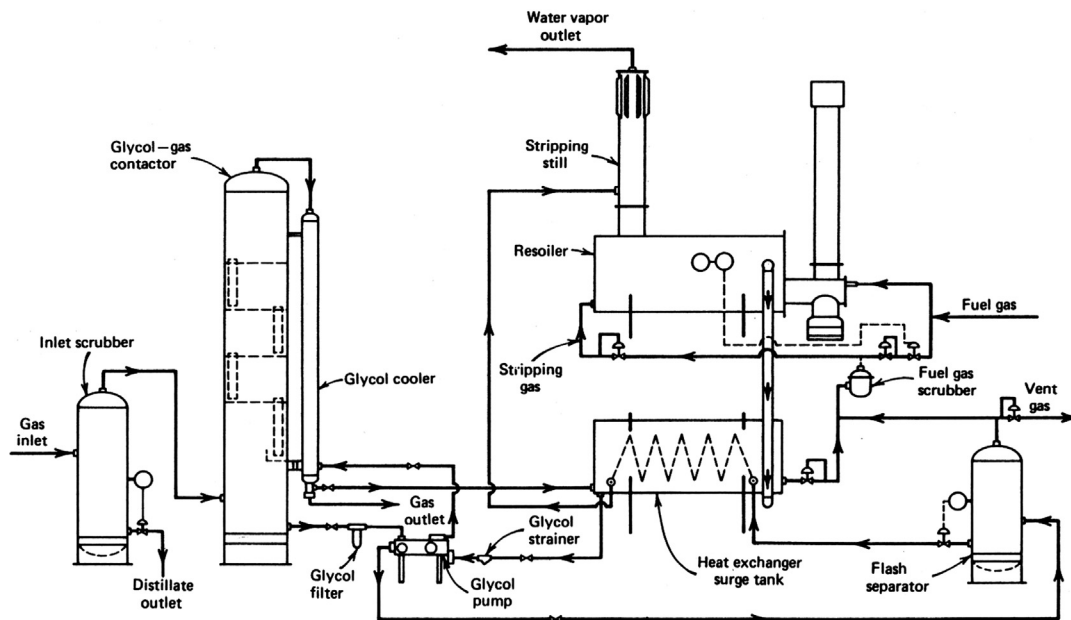 Water vapor
outlet
Glycol—gas
contactor
Stripping
still
Resoiler
Fuel gas
Inlet scrubber
Glycol cooler
Stripping
gas
Fuel gas
scrubber
Vent
gas
Gas
inlet
Gas
outlet
Glycol
strainer
Distillate
outlet
Glycol
filter
Glycol
pump
Heat exchanger
surge tank
Flash
separator